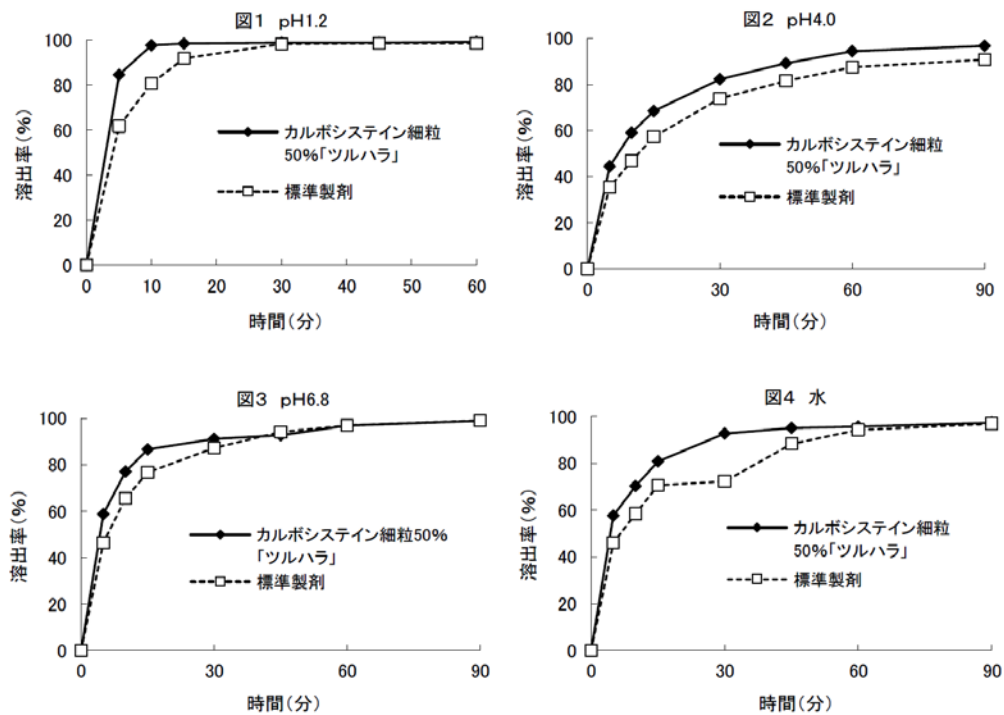 図1 pH1.2
溶出率(%)
100
80
60
40
20
0
カルボシステイン細粒
50%「ツルハラ」
標準製剤
0 10 20 30 40 50 60
時間(分)
図2 pH4.0
溶出率(%)
100
80
60
40
20
0
カルボシステイン細粒
50%「ツルハラ」
標準製剤
0 30 60 90
時間(分)
図3 pH6.8
溶出率(%)
100
80
60
40
20
0
カルボシステイン細粒50%
「ツルハラ」
標準製剤
0 30 60 90
時間(分)
図4 水
溶出率(%)
100
80
60
40
20
0
カルボシステイン細粒
50%「ツルハラ」
標準製剤
0 30 60 90
時間(分)